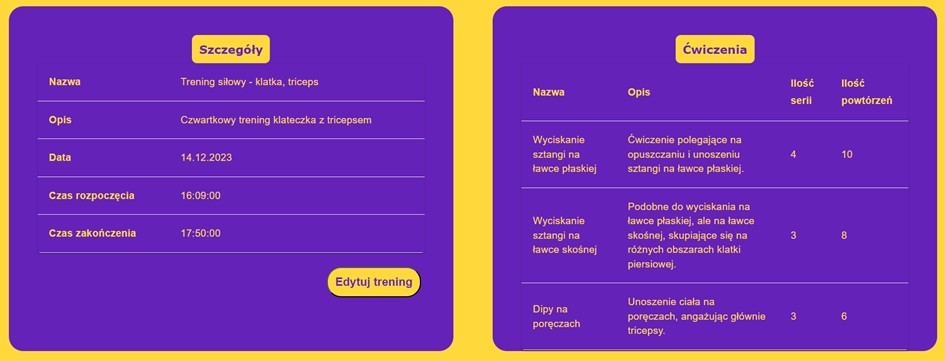 Szczegóły
Nazwa Trening siłowy - klatka, triceps
Opis Czwartkowy trening klateczka z tricepsem
Data 14.12.2023
Czas rozpoczęcia 16:09:00
Czas zakończenia 17:50:00
Edytuj trening
Ćwiczenia
Nazwa Opis Ilość serii Ilość powtórzeń
Wyciskanie
sztangi na
ławce płaskiej
Ćwiczenie polegające na
opuszczaniu i unoszeniu
sztangi na ławce płaskiej.
4 10
Wyciskanie
sztangi na
ławce skośnej
Podobne do wyciskania na
ławce płaskiej, ale na ławce
skośnej, skupiające się na
różnych obszarach klatki
piersiowej.
3 8
Dipy na
poręczach
Unoszenie ciała na
poręczach, angażując głównie
tricepsy.
3 6